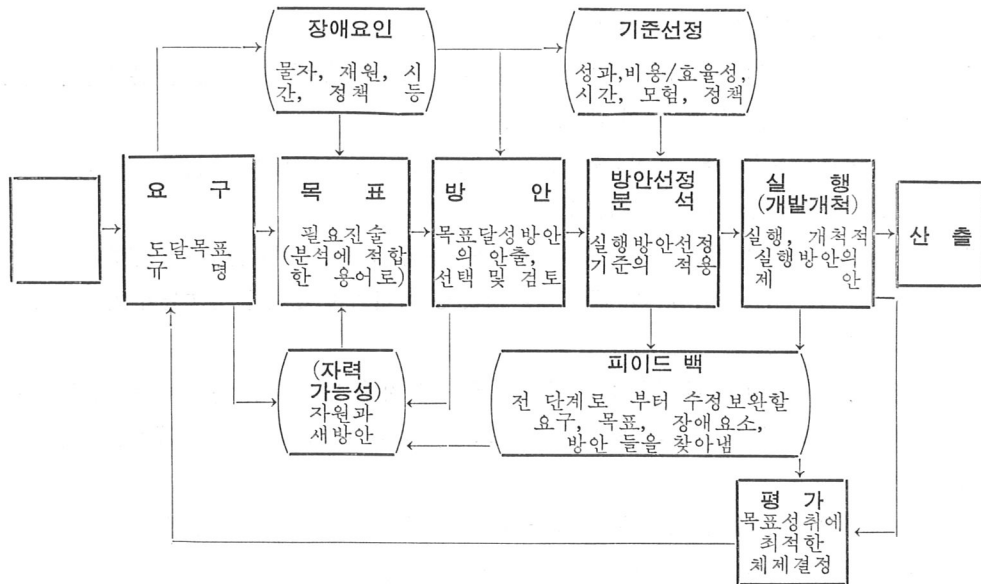 장애요인
물자, 재원, 시
간, 정책 등
기준선정
성과,비용/효율성,
시간, 모험, 정책
요 구
도달목표
규 명
목 표
필요진술
(분석에 적합
한 용어로)
방 안
목표달성방안
의 안출,
선택 및 검토
방안선정
분 석
실행방안선정
기준의 적용
실 행
(개발개척)
실행, 개척적
실행방안의
제 안
산 출
(자력
가능성)
자원과
새방안
피이드 백
전 단계로 부터 수정보완할
요구, 목표, 장애요소,
방안 들을 찾아냄
평 가
목표성취에
최적한
체제결정